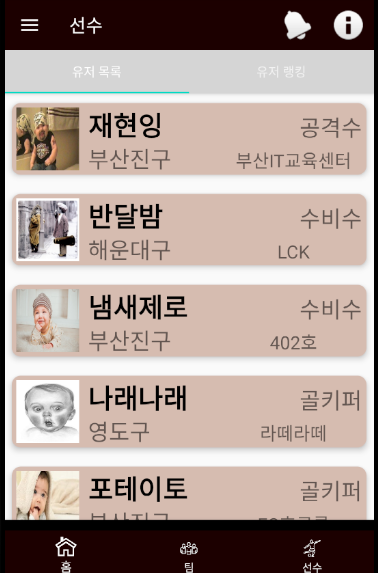 선수
유저 목록 유저 랭킹
재현잉 공격수
부산진구 부산IT교육센터
반달밤 수비수
해운대구 LCK
냄새제로 수비수
부산진구 402호
나래나래 골키퍼
영도구 라떼라떼
포테이토 골키퍼
홈 팀 선수